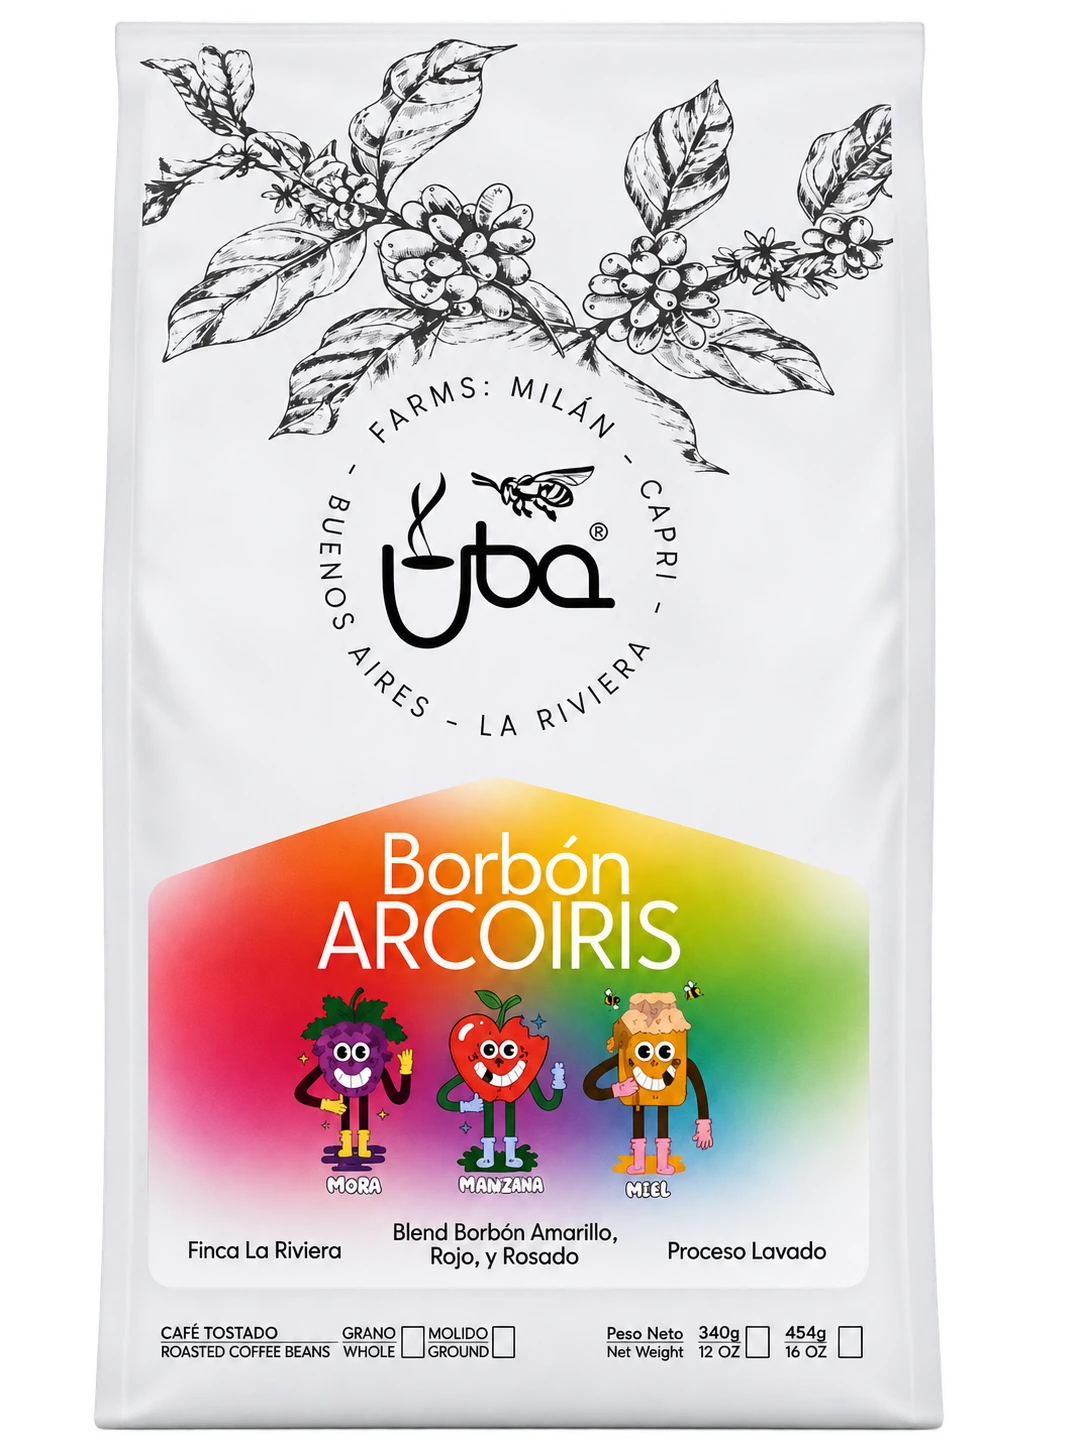 FARMS: MILÁN - CAPRI - LA RIVIERA - BUENOS AIRES -
Uba®
Borbón
ARCOIRIS
MORA
MANZANA
MIEL
Finca La Riviera
Blend Borbón Amarillo,
Rojo, y Rosado
Proceso Lavado
CAFÉ TOSTADO
ROASTED COFFEE BEANS
GRANO
WHOLE
MOLIDO
GROUND
Peso Neto
Net Weight
340g
12 OZ
454g
16 OZ